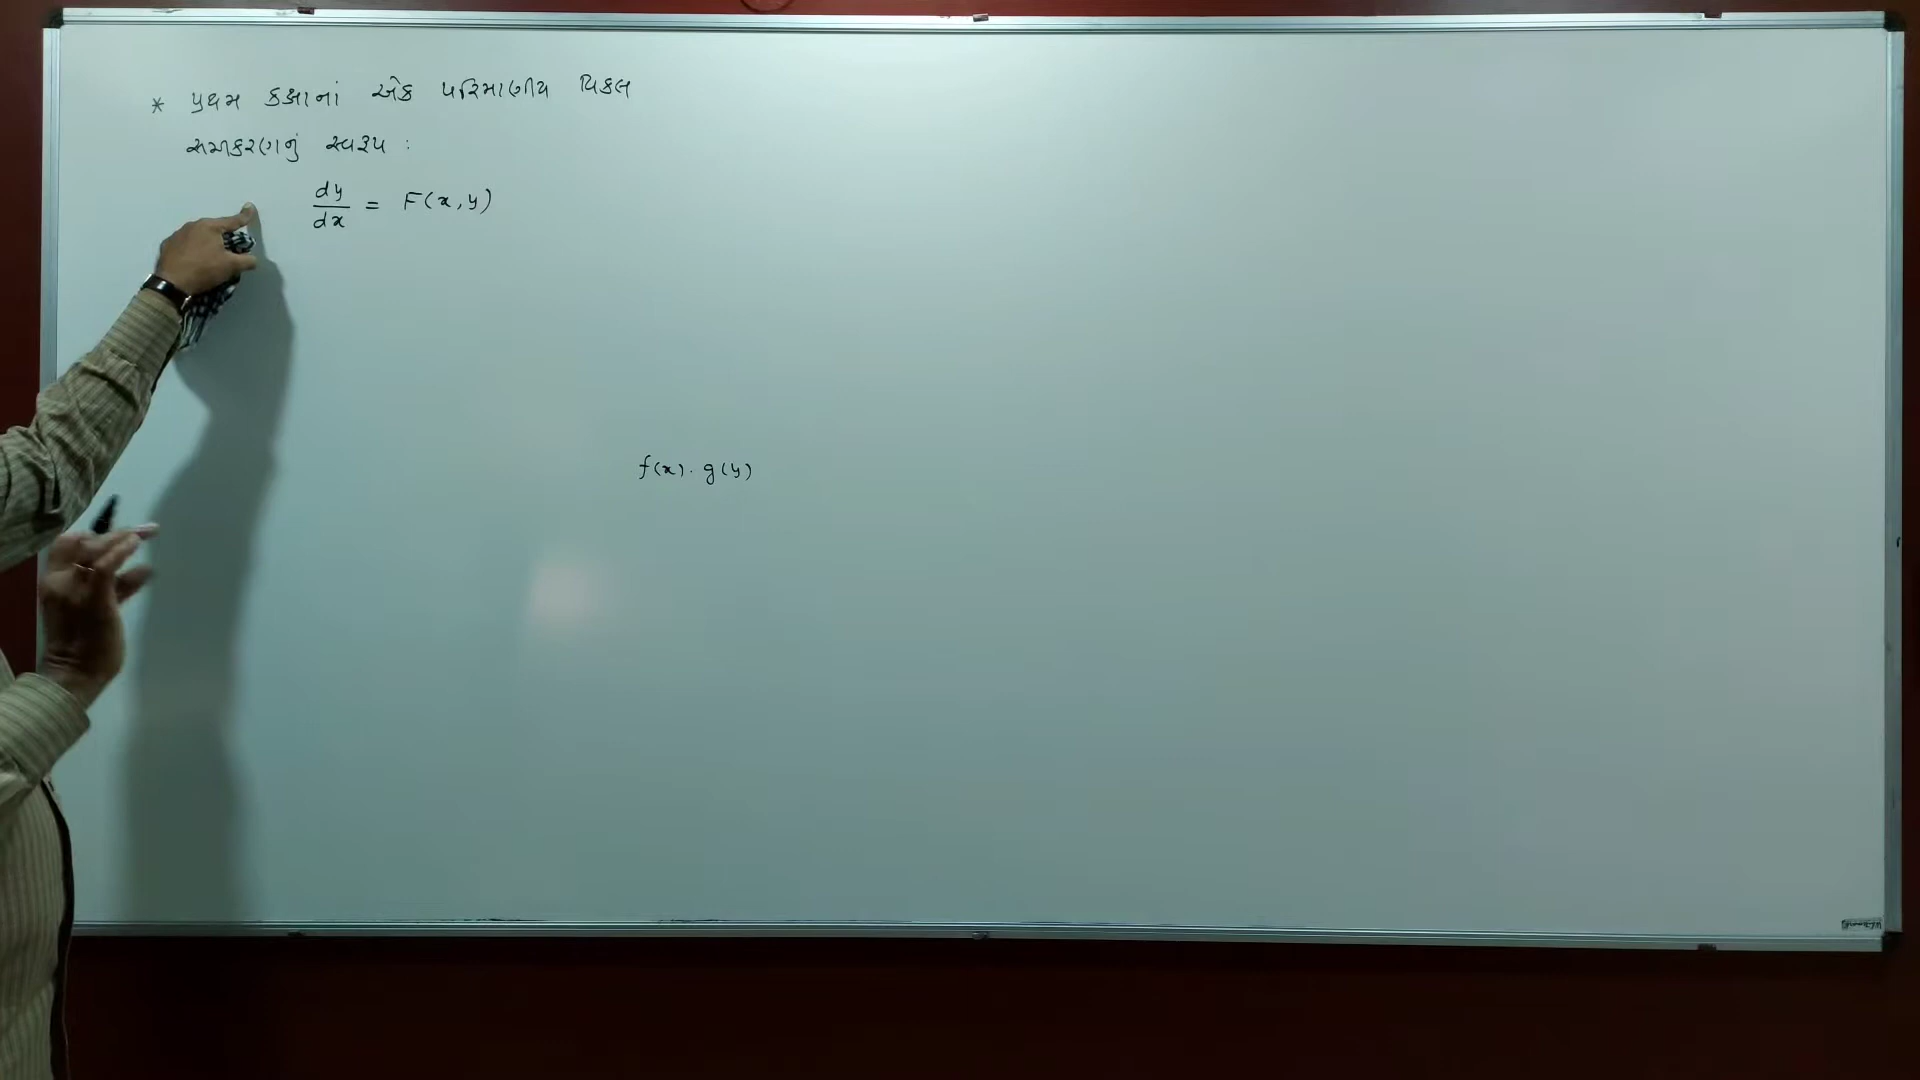 * પ્રથમ કક્ષાનાં એક પરિમાણીય વિકલ
સમીકરણનું સ્વરૂપ :
dy/dx = F(x, y)
f(x) · g(y)